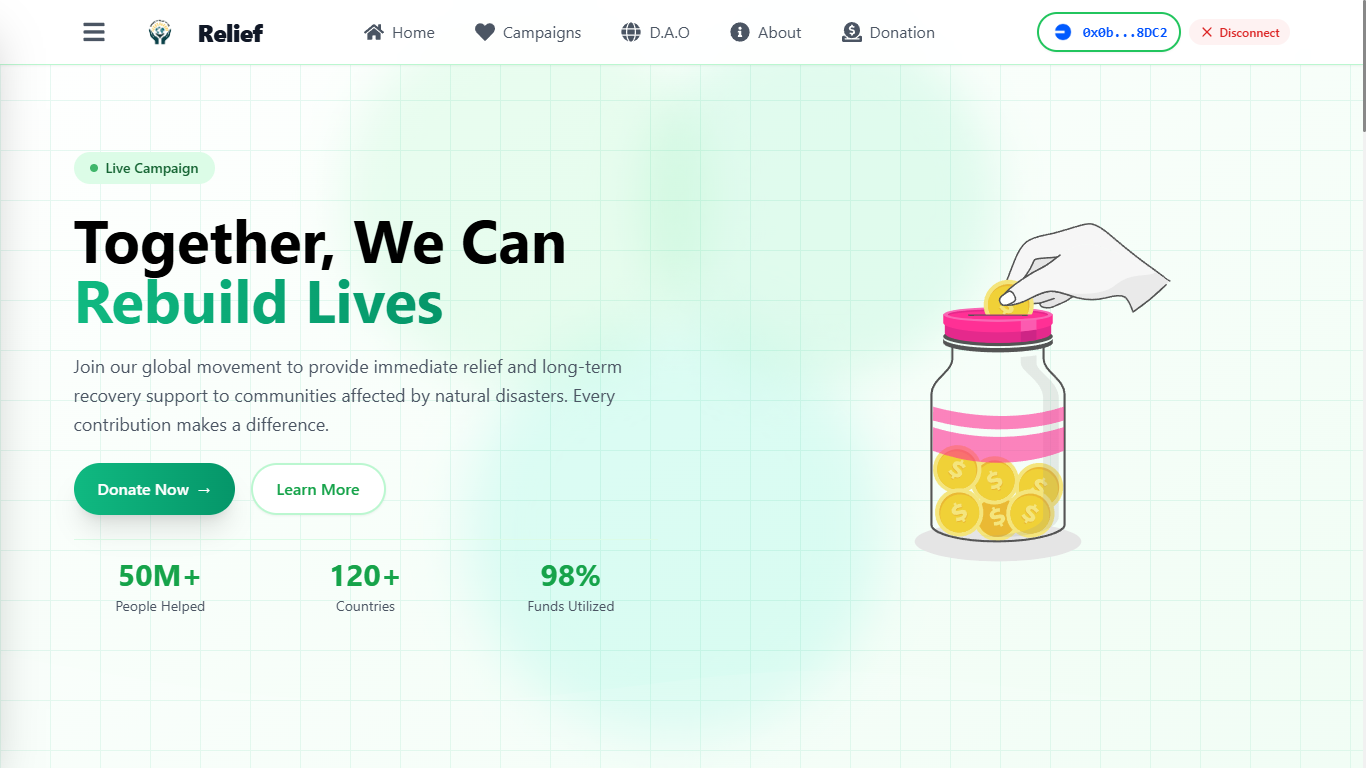 Relief
Home
Campaigns
D.A.O
About
Donation
0x0b...8DC2
Disconnect
Live Campaign
Together, We Can
Rebuild Lives
Join our global movement to provide immediate relief and long-term
recovery support to communities affected by natural disasters. Every
contribution makes a difference.
Donate Now →
Learn More
50M+
People Helped
120+
Countries
98%
Funds Utilized